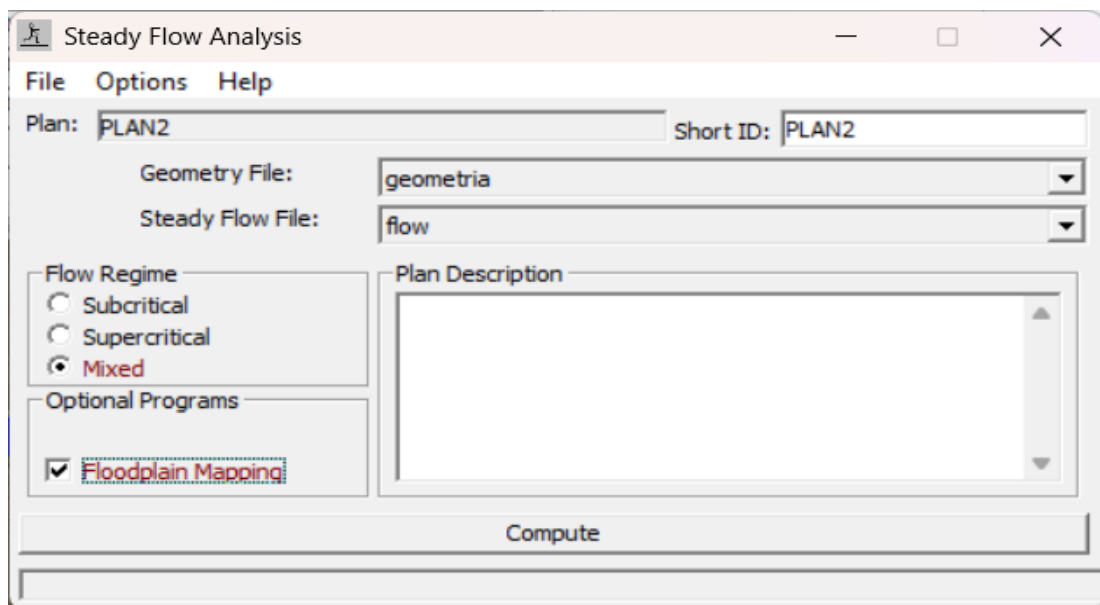 Steady Flow Analysis
File Options Help
Plan: PLAN2 Short ID: PLAN2
Geometry File: geometria
Steady Flow File: flow
Flow Regime
Subcritical
Supercritical
Mixed
Plan Description
Optional Programs
Floodplain Mapping
Compute